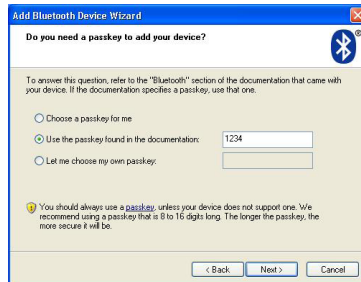 Add Bluetooth Device Wizard
Do you need a passkey to add your device?
To answer this question, refer to the "Bluetooth" section of the documentation that came with
your device. If the documentation specifies a passkey, use that one.
Choose a passkey for me
Use the passkey found in the documentation: 1234
Let me choose my own passkey:
You should always use a passkey, unless your device does not support one. We
recommend using a passkey that is 8 to 16 digits long. The longer the passkey, the
more secure it will be.
< Back Next > Cancel